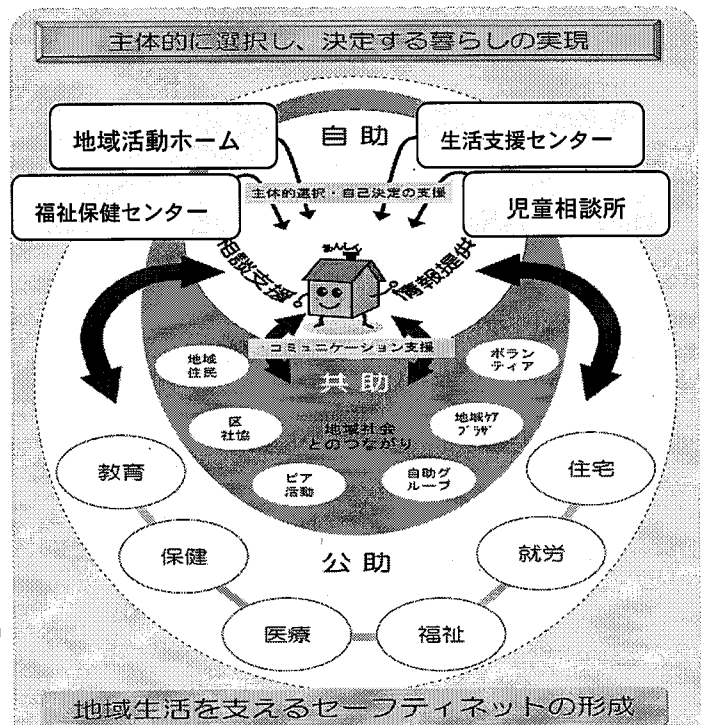 主体的に選択し、決定する暮らしの実現
自助
地域活動ホーム
生活支援センター
福祉保健センター
児童相談所
主体的選択・自己決定の支援
あんしん
相談支援
情報提供
コミュニケーション支援
共助
地域社会
とのつながり
地域
住民
ボラン
ティア
区
社協
地域ケア
プラザ
ピア
活動
自助グ
ループ
公助
教育
住宅
保健
就労
医療
福祉
地域生活を支えるセーフティネットの形成